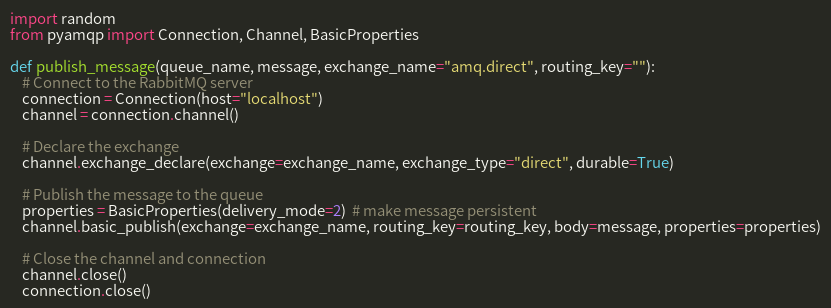 import random
from pyamqp import Connection, Channel, BasicProperties

def publish_message(queue_name, message, exchange_name="amq.direct", routing_key=""):
    # Connect to the RabbitMQ server
    connection = Connection(host="localhost")
    channel = connection.channel()

    # Declare the exchange
    channel.exchange_declare(exchange=exchange_name, exchange_type="direct", durable=True)

    # Publish the message to the queue
    properties = BasicProperties(delivery_mode=2)  # make message persistent
    channel.basic_publish(exchange=exchange_name, routing_key=routing_key, body=message, properties=properties)

    # Close the channel and connection
    channel.close()
    connection.close()